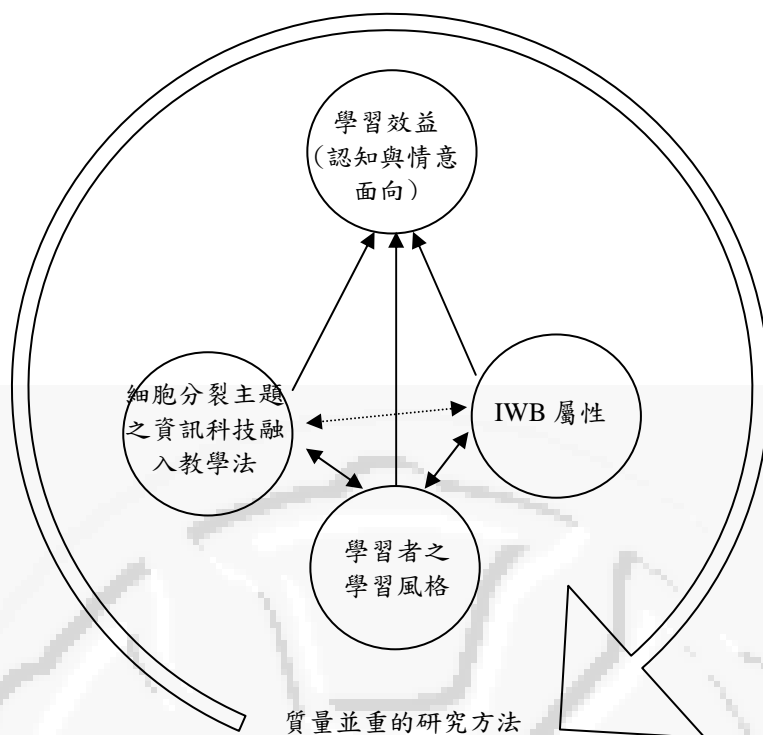 學習效益
（認知與情意
面向）
細胞分裂主題
之資訊科技融
入教學法
IWB 屬性
學習者之
學習風格
質量並重的研究方法